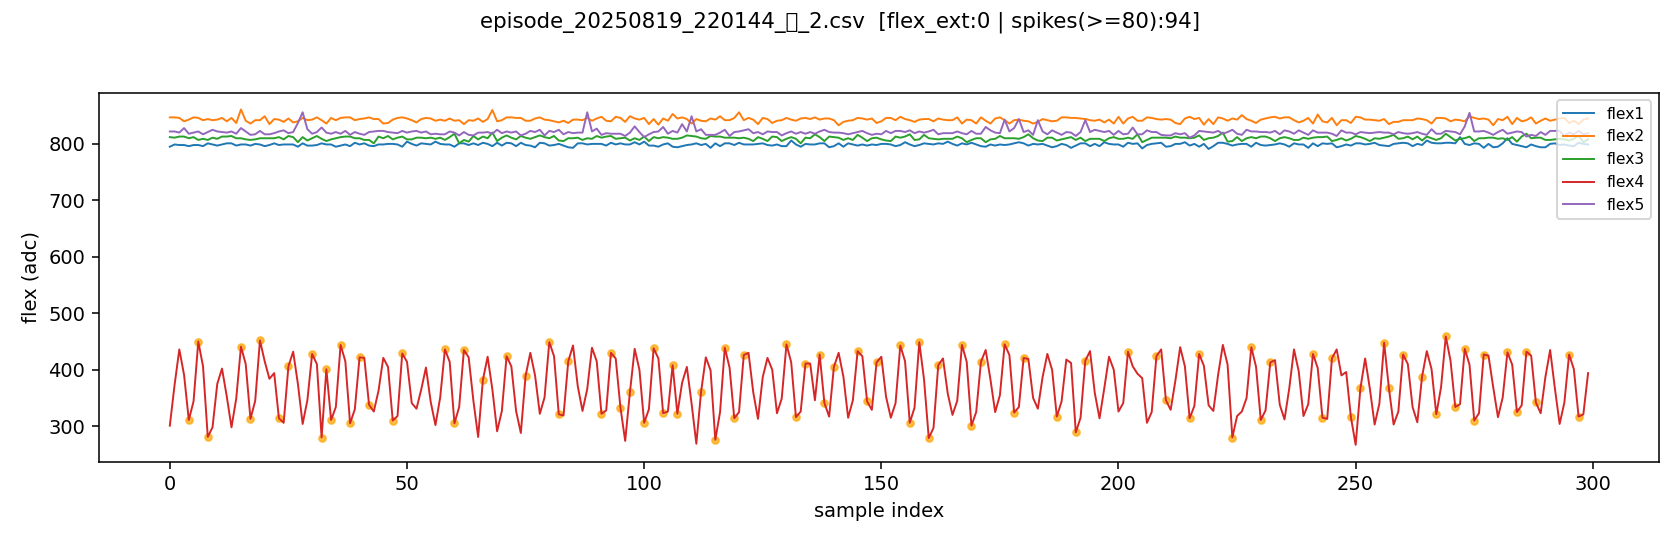 episode_20250819_220144_▯_2.csv [flex_ext:0 | spikes(>=80):94]
flex1
flex2
flex3
flex4
flex5
800
700
600
500
400
300
flex (adc)
0
50
100
150
200
250
300
sample index